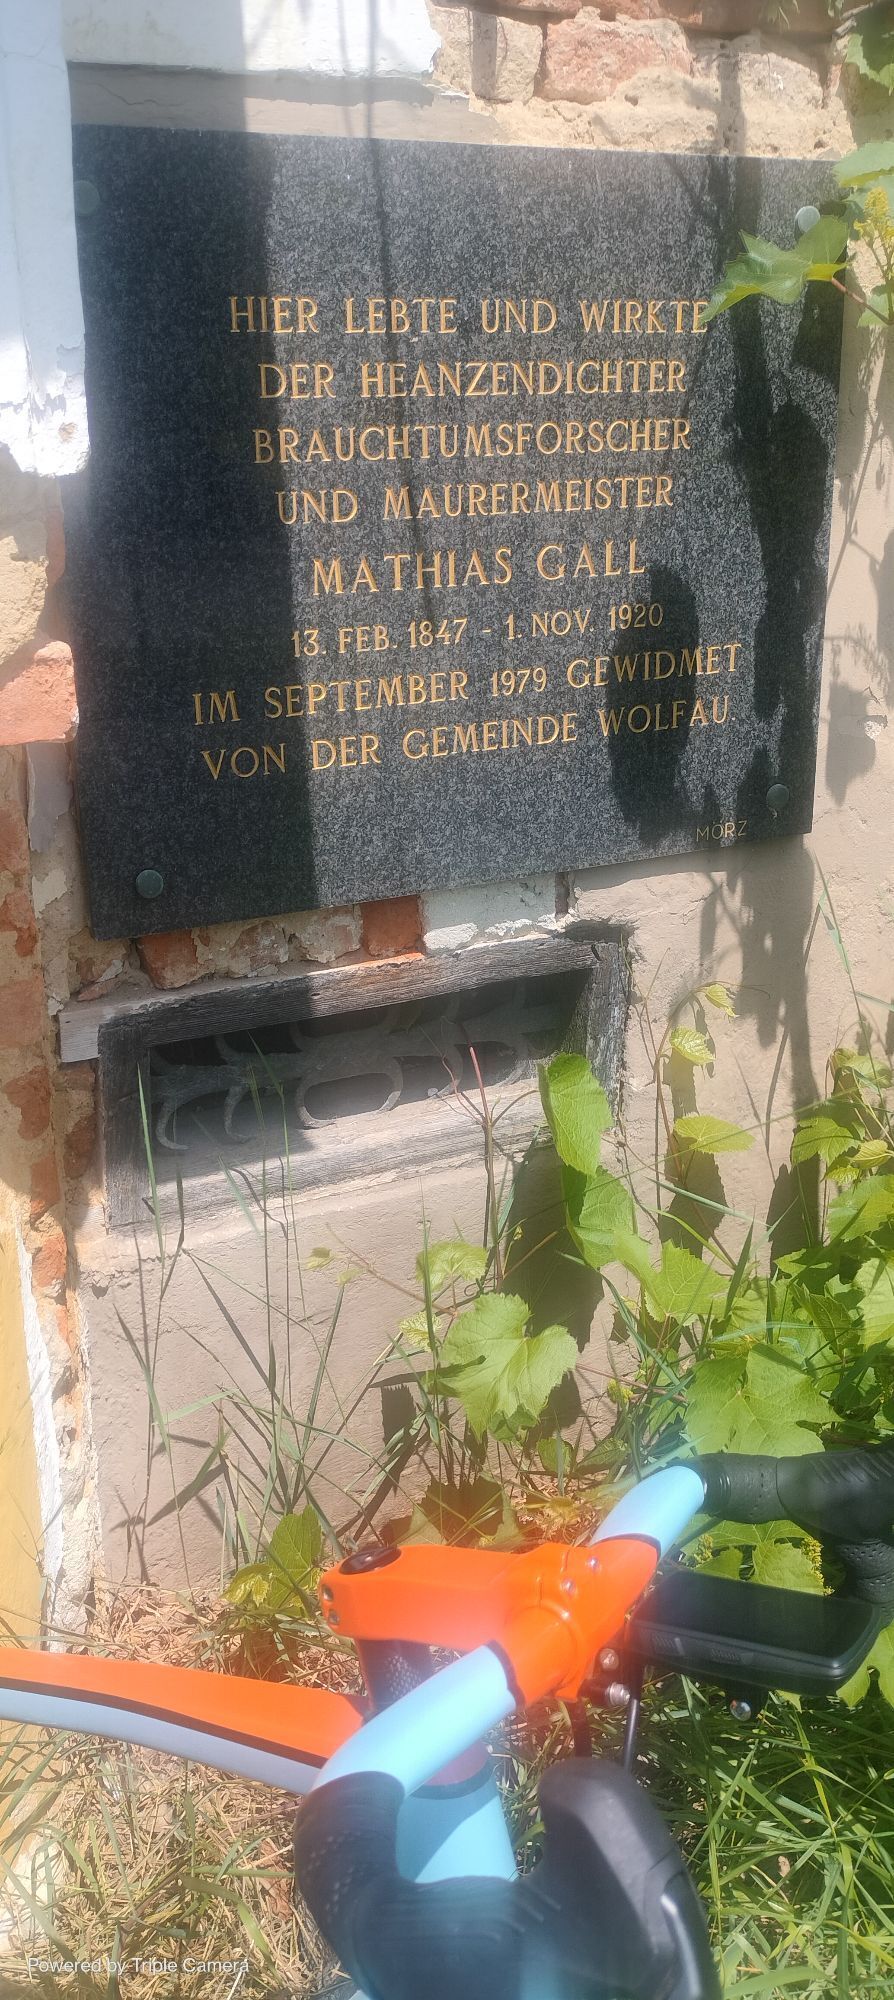 HIER LEBTE UND WIRKTE
DER HEANZENDICHTER
BRAUCHTUMSFORSCHER
UND MAURERMEISTER
MATHIAS GALL
13. FEB. 1847 - 1. NOV. 1920
IM SEPTEMBER 1979 GEWIDMET
VON DER GEMEINDE WOLFAU.
MÖRZ
Powered by Triple Camera